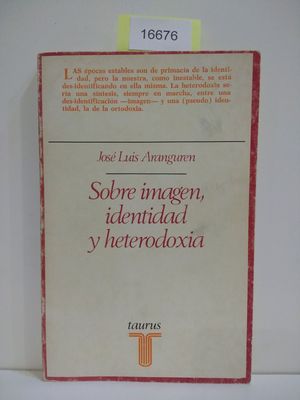 16676
LAS épocas estables son de primacía de la identi-
dad, pero la nuestra, como inestable, se está
des-identificando en ella misma. La heterodoxia se-
ría una síntesis, siempre en marcha, entre una
des-identificación —imagen— y una (pseudo) iden-
tidad, la de la ortodoxia.
José Luis Aranguren
Sobre imagen,
identidad
y heterodoxia
taurus